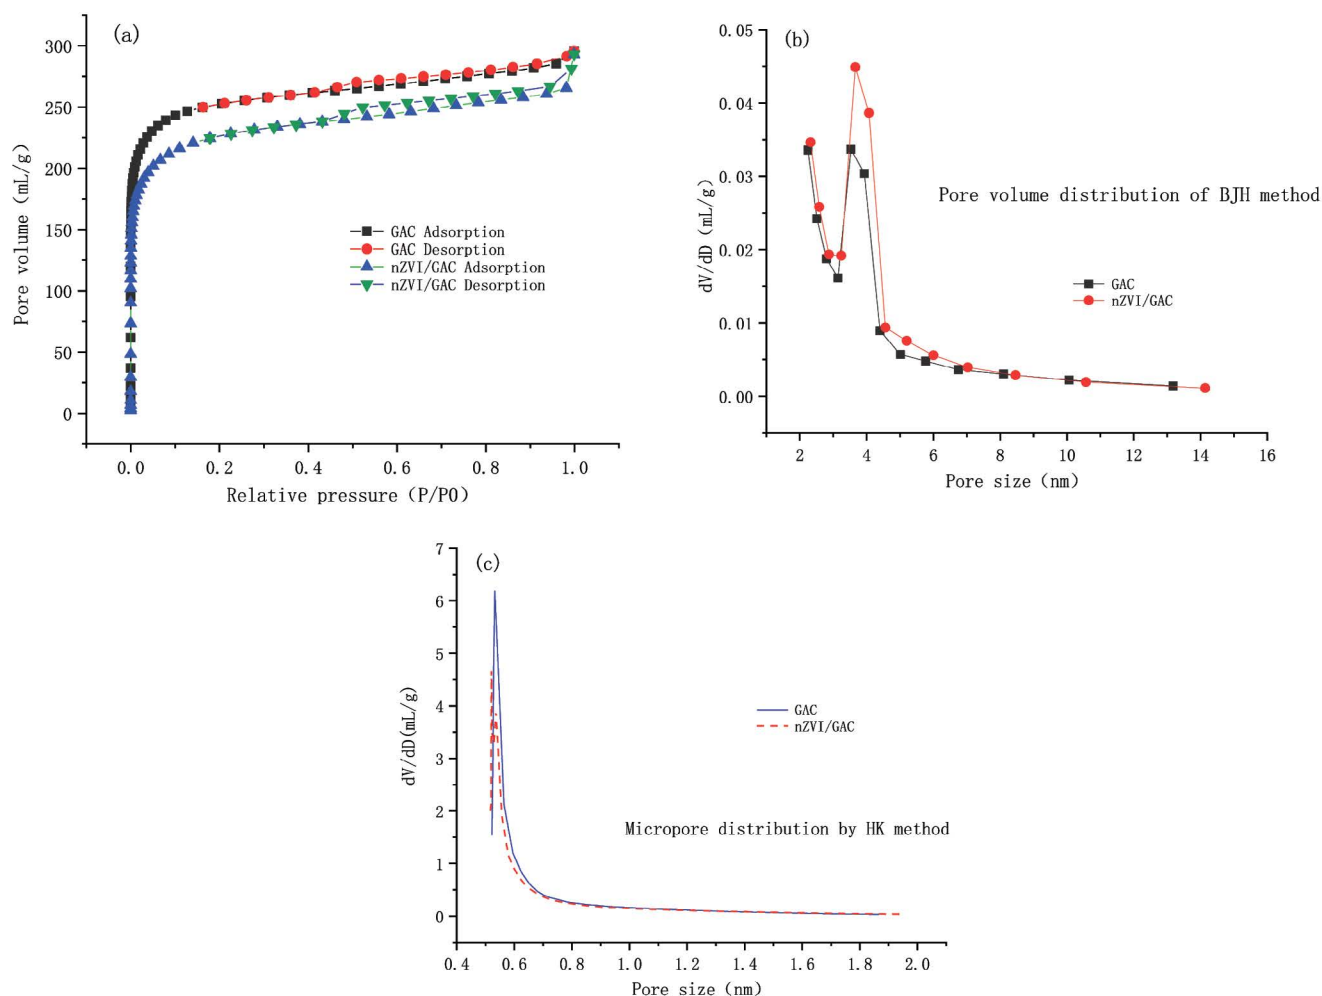 (a)
300
250
200
150
100
50
0
Pore volume (mL/g)
GAC Adsorption
GAC Desorption
nZVI/GAC Adsorption
nZVI/GAC Desorption
0.0 0.2 0.4 0.6 0.8 1.0
Relative pressure (P/P0)
(b)
0.05
0.04
0.03
0.02
0.01
0.00
dV/dD (mL/g)
Pore volume distribution of BJH method
GAC
nZVI/GAC
2 4 6 8 10 12 14 16
Pore size (nm)
(c)
7
6
5
4
3
2
1
0
dV/dD(mL/g)
GAC
nZVI/GAC
Micropore distribution by HK method
0.4 0.6 0.8 1.0 1.2 1.4 1.6 1.8 2.0
Pore size (nm)